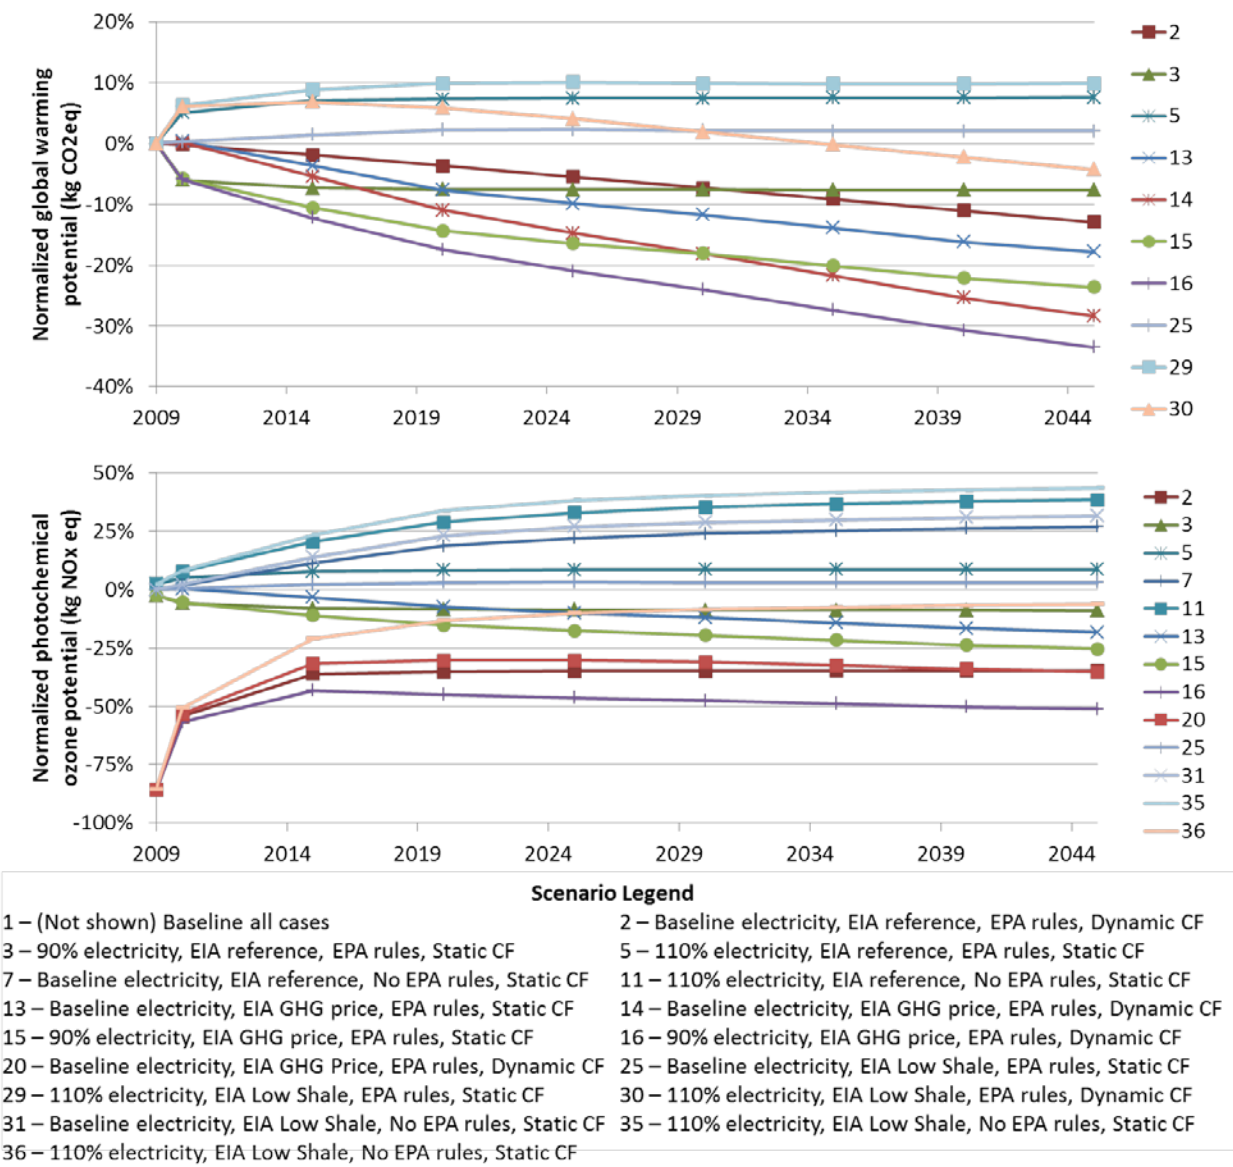 20%
10%
0%
-10%
-20%
-30%
-40%
Normalized global warming
potential (kg CO2eq)
2009 2014 2019 2024 2029 2034 2039 2044
2
3
5
13
14
15
16
25
29
30
50%
25%
0%
-25%
-50%
-75%
-100%
Normalized photochemical
ozone potential (kg NOx eq)
2009 2014 2019 2024 2029 2034 2039 2044
2
3
5
7
11
13
15
16
20
25
31
35
36
Scenario Legend
1 – (Not shown) Baseline all cases 2 – Baseline electricity, EIA reference, EPA rules, Dynamic CF
3 – 90% electricity, EIA reference, EPA rules, Static CF 5 – 110% electricity, EIA reference, EPA rules, Static CF
7 – Baseline electricity, EIA reference, No EPA rules, Static CF 11 – 110% electricity, EIA reference, No EPA rules, Static CF
13 – Baseline electricity, EIA GHG price, EPA rules, Static CF 14 – Baseline electricity, EIA GHG price, EPA rules, Dynamic CF
15 – 90% electricity, EIA GHG price, EPA rules, Static CF 16 – 90% electricity, EIA GHG price, EPA rules, Dynamic CF
20 – Baseline electricity, EIA GHG Price, EPA rules, Dynamic CF 25 – Baseline electricity, EIA Low Shale, EPA rules, Static CF
29 – 110% electricity, EIA Low Shale, EPA rules, Static CF 30 – 110% electricity, EIA Low Shale, EPA rules, Dynamic CF
31 – Baseline electricity, EIA Low Shale, No EPA rules, Static CF 35 – 110% electricity, EIA Low Shale, No EPA rules, Static CF
36 – 110% electricity, EIA Low Shale, No EPA rules, Static CF